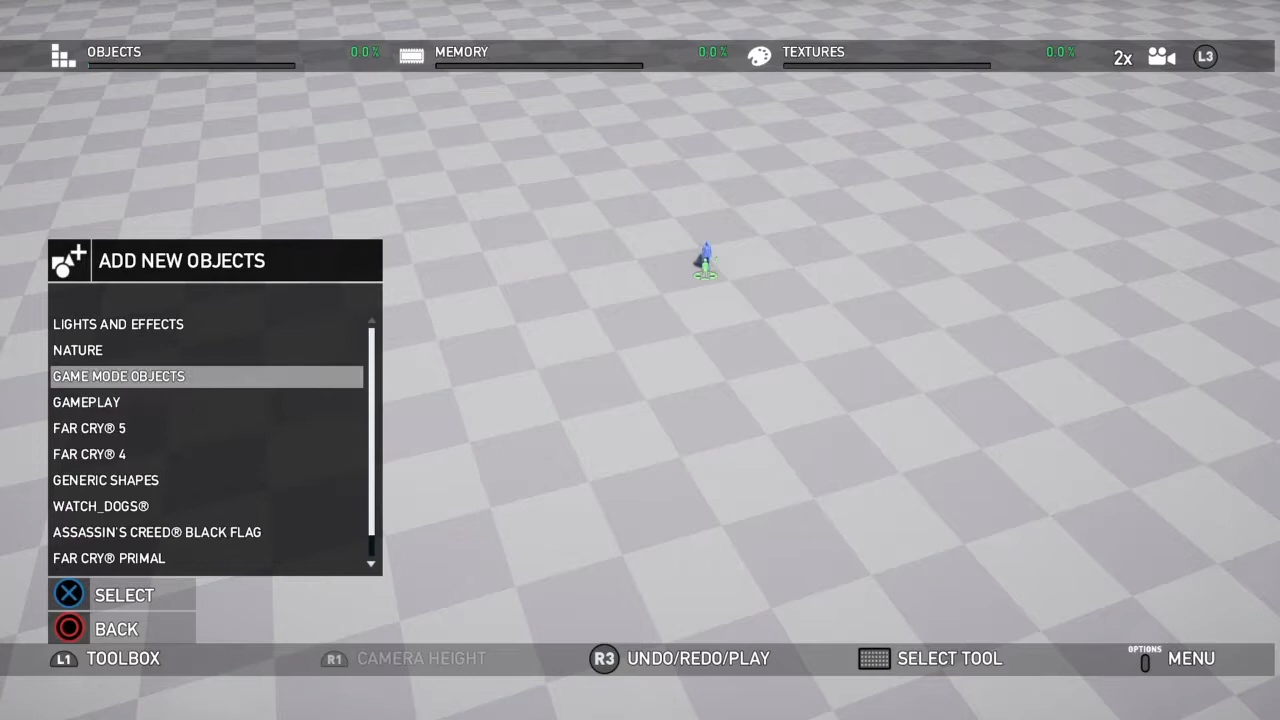 OBJECTS 0.0% MEMORY 0.0% TEXTURES 0.0% 2x L3
ADD NEW OBJECTS
LIGHTS AND EFFECTS
NATURE
GAME MODE OBJECTS
GAMEPLAY
FAR CRY® 5
FAR CRY® 4
GENERIC SHAPES
WATCH_DOGS®
ASSASSIN'S CREED® BLACK FLAG
FAR CRY® PRIMAL
SELECT
BACK
L1 TOOLBOX R1 CAMERA HEIGHT R3 UNDO/REDO/PLAY SELECT TOOL OPTIONS MENU